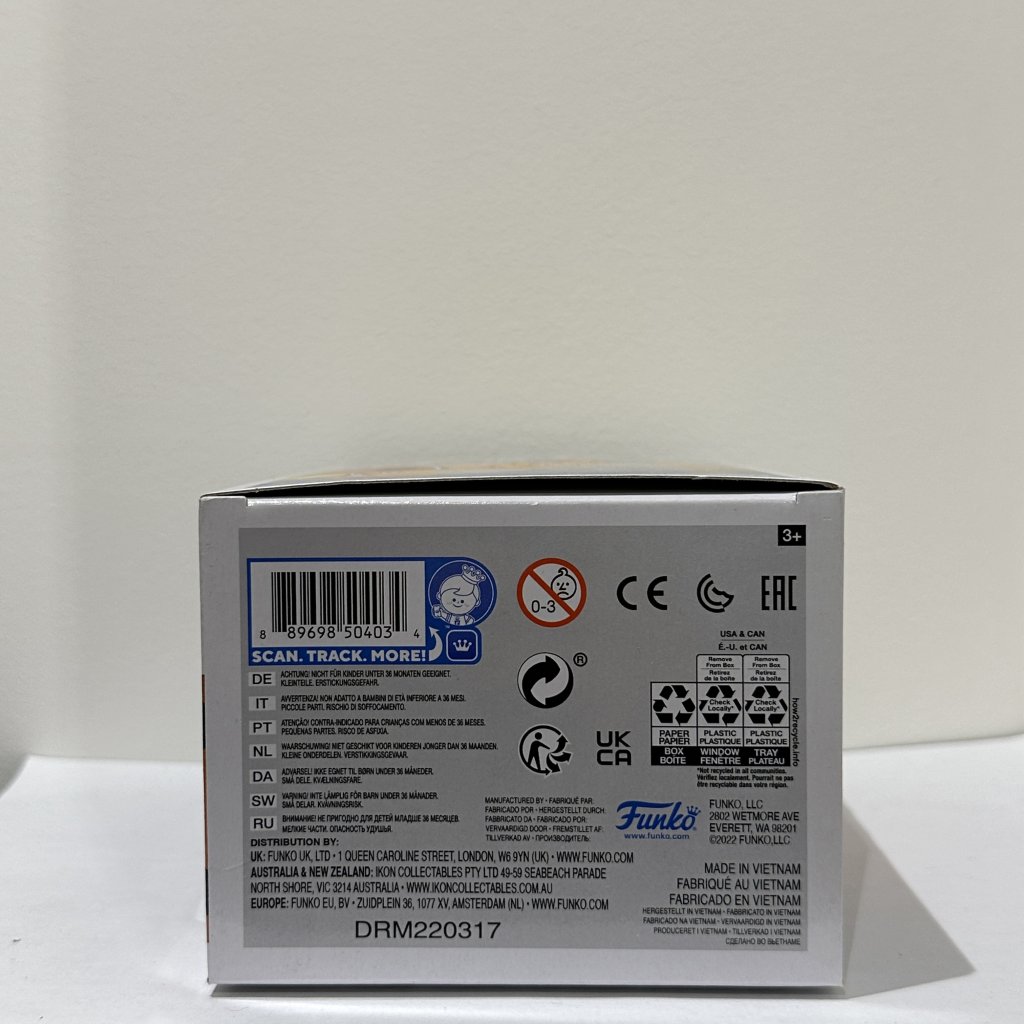 3+
8 89698 50403 4
SCAN. TRACK. MORE!
™
0-3
CE
EAC
®
UK
CA
USA & CAN
É.-U. et CAN
Remove From Box
Retirez de la boîte
Remove From Box
Retirez de la boîte
Check Locally*
Check Locally*
PAPER
PAPIER
BOX
BOÎTE
PLASTIC
PLASTIQUE
WINDOW
FENÊTRE
PLASTIC
PLASTIQUE
TRAY
PLATEAU
how2recycle.info
*Not recycled in all communities.
Vérifiez localement. Pourrait ne pas
être recyclable dans votre région.
DE ACHTUNG! NICHT FÜR KINDER UNTER 36 MONATEN GEEIGNET.
KLEINTEILE. ERSTICKUNGSGEFAHR.
IT AVVERTENZA! NON ADATTO A BAMBINI DI ETÀ INFERIORE A 36 MESI.
PICCOLE PARTI. RISCHIO DI SOFFOCAMENTO.
PT ATENÇÃO! CONTRA-INDICADO PARA CRIANÇAS COM MENOS DE 36 MESES.
PEQUENAS PARTES. RISCO DE ASFIXIA.
NL WAARSCHUWING! NIET GESCHIKT VOOR KINDEREN JONGER DAN 36 MAANDEN.
KLEINE ONDERDELEN. VERSTIKKINGSGEVAAR.
DA ADVARSEL! IKKE EGNET TIL BØRN UNDER 36 MÅNEDER.
SMÅ DELE. KVÆLNINGSFARE.
SW VARNING! INTE LÄMPLIG FÖR BARN UNDER 36 MÅNADER.
SMÅ DELAR. KVÄVNINGSRISK.
RU ВНИМАНИЕ! НЕ ПРИГОДНО ДЛЯ ДЕТЕЙ МЛАДШЕ 36 МЕСЯЦЕВ.
МЕЛКИЕ ЧАСТИ. ОПАСНОСТЬ УДУШЬЯ.
MANUFACTURED BY • FABRIQUÉ PAR:
FABRICADO POR • HERGESTELLT DURCH:
FABBRICATO DA • FABRICADO POR:
VERVAARDIGD DOOR • FREMSTILLET AF:
TILLVERKAD AV • ПРОИЗВОДИТЕЛЬ:
Funko®
www.funko.com
FUNKO, LLC
2802 WETMORE AVE
EVERETT, WA 98201
©2022 FUNKO,LLC
DISTRIBUTION BY:
UK: FUNKO UK, LTD • 1 QUEEN CAROLINE STREET, LONDON, W6 9YN (UK) • WWW.FUNKO.COM
AUSTRALIA & NEW ZEALAND: IKON COLLECTABLES PTY LTD 49-59 SEABEACH PARADE
NORTH SHORE, VIC 3214 AUSTRALIA • WWW.IKONCOLLECTABLES.COM.AU
EUROPE: FUNKO EU, BV • ZUIDPLEIN 36, 1077 XV, AMSTERDAM (NL) • WWW.FUNKO.COM
DRM220317
MADE IN VIETNAM
FABRIQUÉ AU VIETNAM
FABRICADO EN VIETNAM
HERGESTELLT IN VIETNAM • FABBRICATO IN VIETNAM
FABRICADO NA VIETNAM • VERVAARDIGD IN VIETNAM
PRODUCERET I VIETNAM • TILLVERKAD I VIETNAM
СДЕЛАНО ВО ВЬЕТНАМЕ